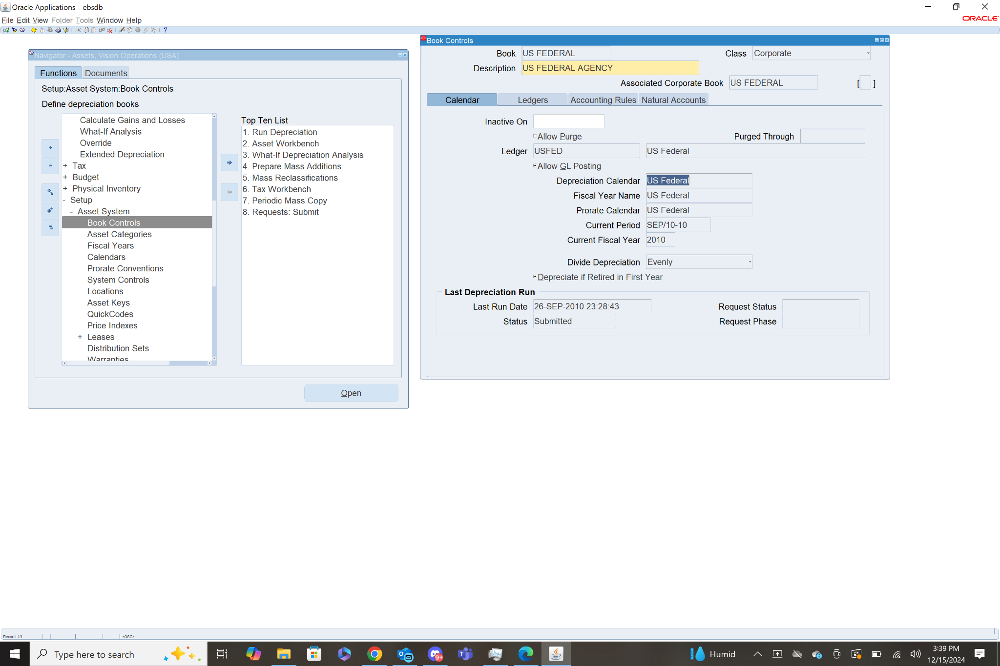 Oracle Applications - ebsdb
File Edit View Folder Tools Window Help
ORACLE
Navigator - Assets, Vision Operations (USA)
Functions
Documents
Setup:Asset System:Book Controls
Define depreciation books
Calculate Gains and Losses
What-If Analysis
Override
Extended Depreciation
+ Tax
+ Budget
+ Physical Inventory
- Setup
- Asset System
Book Controls
Asset Categories
Fiscal Years
Calendars
Prorate Conventions
System Controls
Locations
Asset Keys
QuickCodes
Price Indexes
+ Leases
Distribution Sets
Warranties
Top Ten List
1. Run Depreciation
2. Asset Workbench
3. What-If Depreciation Analysis
4. Prepare Mass Additions
5. Mass Reclassifications
6. Tax Workbench
7. Periodic Mass Copy
8. Requests: Submit
Open
Book Controls
Book US FEDERAL
Class Corporate
Description US FEDERAL AGENCY
Associated Corporate Book US FEDERAL [ ]
Calendar
Ledgers
Accounting Rules
Natural Accounts
Inactive On
Allow Purge
Purged Through
Ledger USFED US Federal
Allow GL Posting
Depreciation Calendar US Federal
Fiscal Year Name US Federal
Prorate Calendar US Federal
Current Period SEP/10-10
Current Fiscal Year 2010
Divide Depreciation Evenly
Depreciate if Retired in First Year
Last Depreciation Run
Last Run Date 26-SEP-2010 23:28:43
Request Status
Status Submitted
Request Phase
Record: 1/1 ... <OSC>
Type here to search
9+
Humid
3:39 PM
12/15/2024